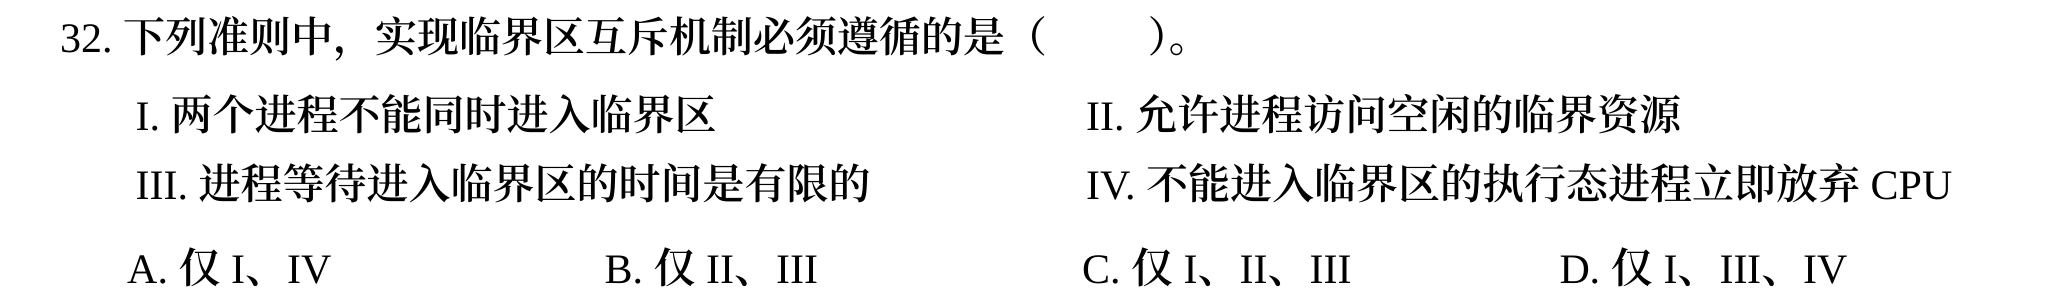 32. 下列准则中，实现临界区互斥机制必须遵循的是（　　）。
I. 两个进程不能同时进入临界区　　II. 允许进程访问空闲的临界资源
III. 进程等待进入临界区的时间是有限的　　IV. 不能进入临界区的执行态进程立即放弃 CPU
A. 仅 I、IV　　B. 仅 II、III　　C. 仅 I、II、III　　D. 仅 I、III、IV